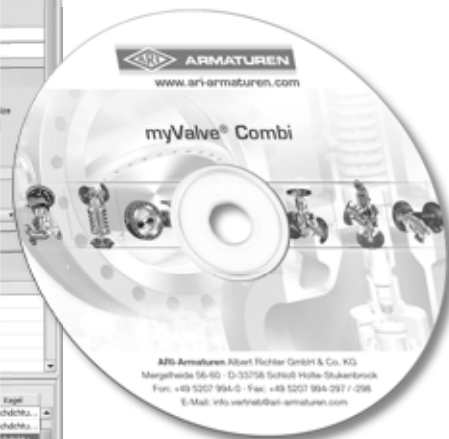 ARI ARMATUREN
www.ari-armaturen.com
myValve® Combi
ARI-Armaturen Albert Richter GmbH & Co. KG
Mergelheide 56-60 · D-33758 Schloß Holte-Stukenbrock
Fon: +49 5207 994-0 · Fax: +49 5207 994-297 / -298
E-Mail: info.vertrieb@ari-armaturen.com
Kegel